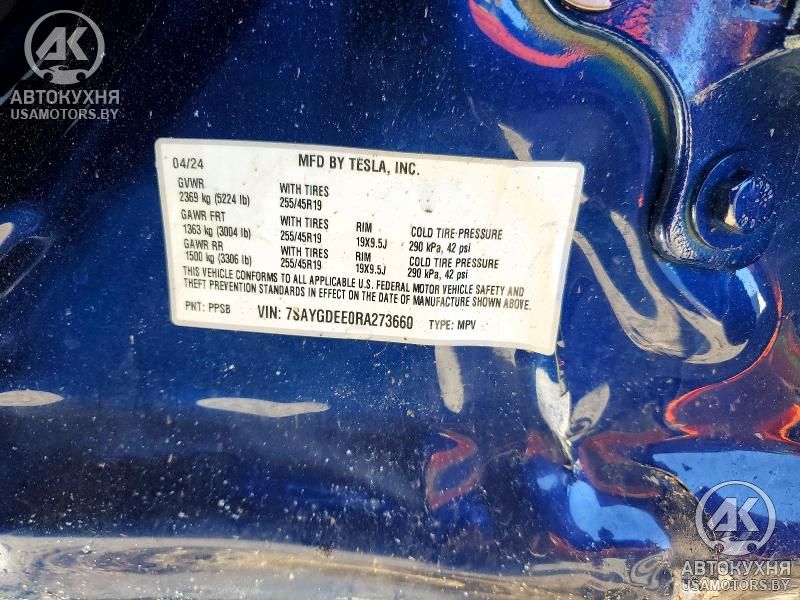 АК
АВТОКУХНЯ
USAMOTORS.BY
04/24 MFD BY TESLA, INC.
GVWR WITH TIRES
2369 kg (5224 lb) 255/45R19
GAWR FRT WITH TIRES RIM COLD TIRE PRESSURE
1363 kg (3004 lb) 255/45R19 19X9.5J 290 kPa, 42 psi
GAWR RR WITH TIRES RIM COLD TIRE PRESSURE
1500 kg (3306 lb) 255/45R19 19X9.5J 290 kPa, 42 psi
THIS VEHICLE CONFORMS TO ALL APPLICABLE U.S. FEDERAL MOTOR VEHICLE SAFETY AND
THEFT PREVENTION STANDARDS IN EFFECT ON THE DATE OF MANUFACTURE SHOWN ABOVE.
PNT: PPSB VIN: 7SAYGDEE0RA273660 TYPE: MPV
АК
АВТОКУХНЯ
USAMOTORS.BY